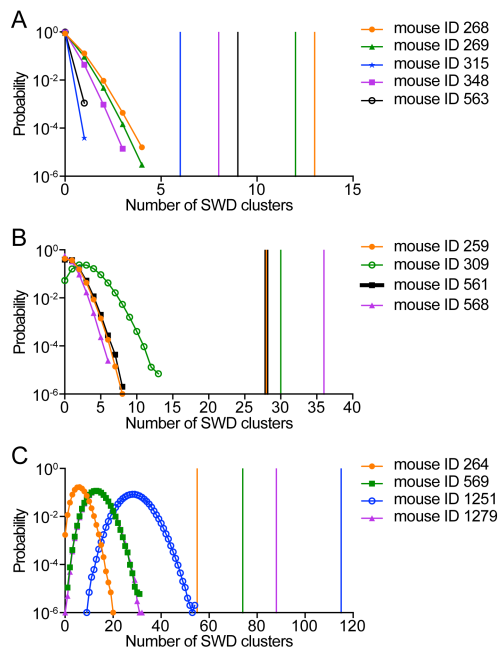 A
10^0
10^-2
10^-4
10^-6
Probability
0
5
10
15
Number of SWD clusters
mouse ID 268
mouse ID 269
mouse ID 315
mouse ID 348
mouse ID 563
B
10^0
10^-2
10^-4
10^-6
Probability
0
5
10
15
20
25
30
35
40
Number of SWD clusters
mouse ID 259
mouse ID 309
mouse ID 561
mouse ID 568
C
10^0
10^-2
10^-4
10^-6
Probability
0
20
40
60
80
100
120
Number of SWD clusters
mouse ID 264
mouse ID 569
mouse ID 1251
mouse ID 1279